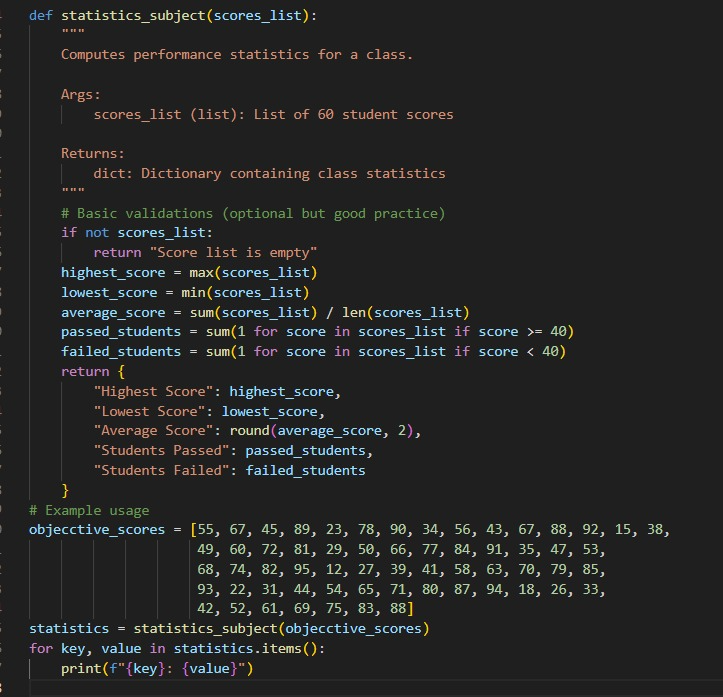 def statistics_subject(scores_list):
    """
    Computes performance statistics for a class.

    Args:
        scores_list (list): List of 60 student scores

    Returns:
        dict: Dictionary containing class statistics
    """
    # Basic validations (optional but good practice)
    if not scores_list:
        return "Score list is empty"
    highest_score = max(scores_list)
    lowest_score = min(scores_list)
    average_score = sum(scores_list) / len(scores_list)
    passed_students = sum(1 for score in scores_list if score >= 40)
    failed_students = sum(1 for score in scores_list if score < 40)
    return {
        "Highest Score": highest_score,
        "Lowest Score": lowest_score,
        "Average Score": round(average_score, 2),
        "Students Passed": passed_students,
        "Students Failed": failed_students
    }
# Example usage
objecctive_scores = [55, 67, 45, 89, 23, 78, 90, 34, 56, 43, 67, 88, 92, 15, 38,
                     49, 60, 72, 81, 29, 50, 66, 77, 84, 91, 35, 47, 53,
                     68, 74, 82, 95, 12, 27, 39, 41, 58, 63, 70, 79, 85,
                     93, 22, 31, 44, 54, 65, 71, 80, 87, 94, 18, 26, 33,
                     42, 52, 61, 69, 75, 83, 88]
statistics = statistics_subject(objecctive_scores)
for key, value in statistics.items():
    print(f"{key}: {value}")